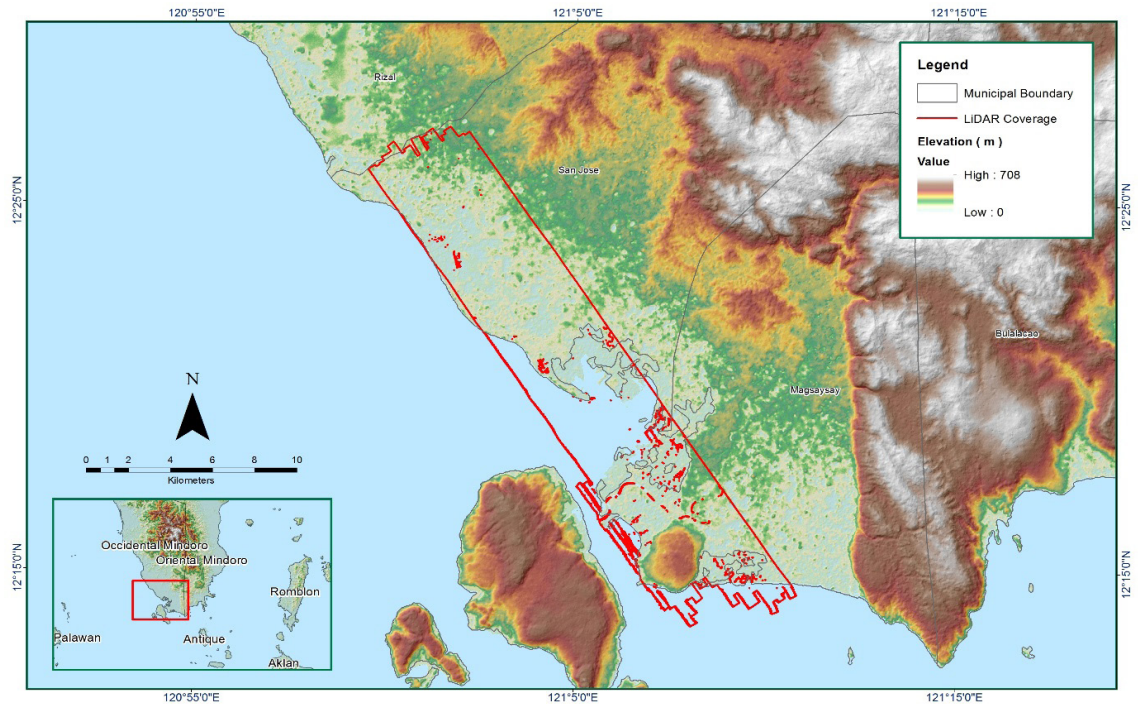 120°55'0"E 121°5'0"E 121°15'0"E
Rizal
San Jose
Bulalacao
Magsaysay
12°25'0"N
12°15'0"N
12°25'0"N
12°15'0"N
Legend
Municipal Boundary
LiDAR Coverage
Elevation ( m )
Value
High : 708
Low : 0
N
0 1 2 4 6 8 10
Kilometers
Occidental Mindoro
Oriental Mindoro
Romblon
Palawan
Antique
Aklan
120°55'0"E 121°5'0"E 121°15'0"E